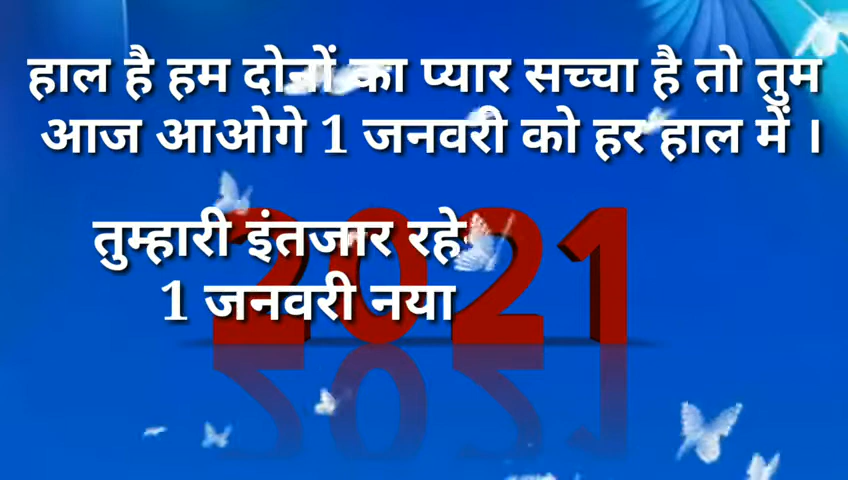 हाल है हम दोनों का प्यार सच्चा है तो तुम
आज आओगे 1 जनवरी को हर हाल में ।
तुम्हारी इंतजार रहे
1 जनवरी नया
2021